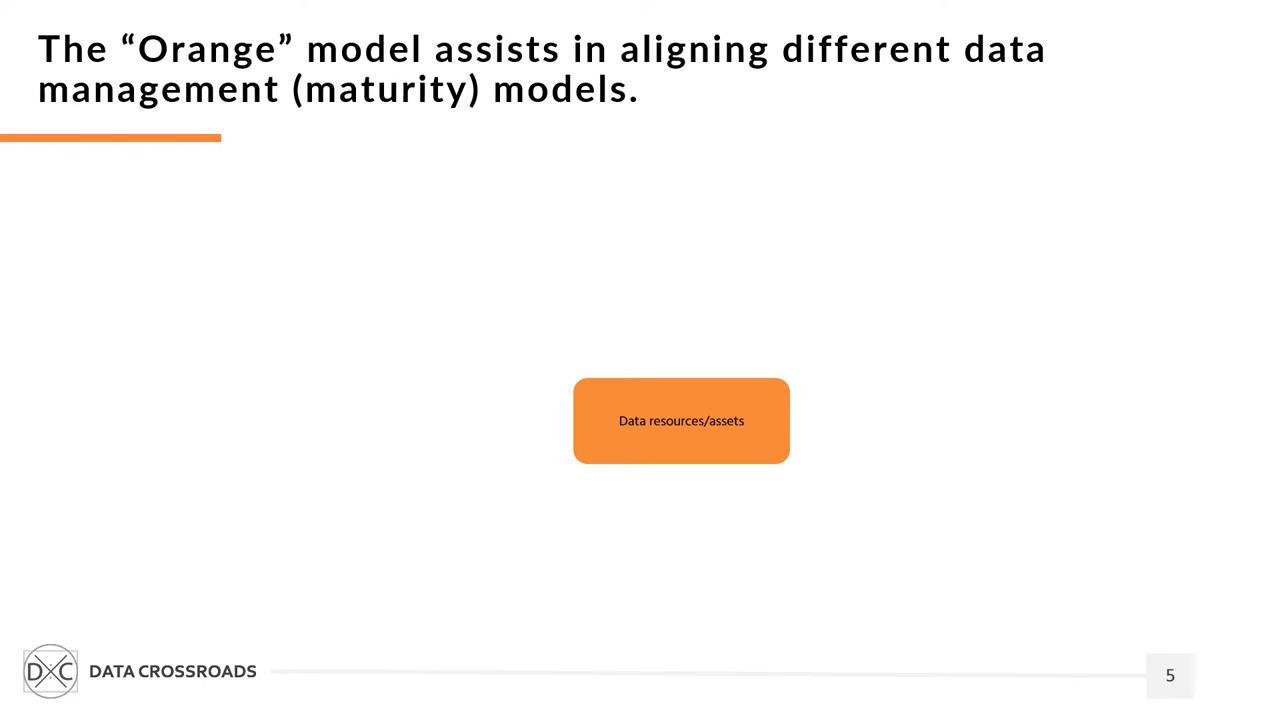 The “Orange” model assists in aligning different data
management (maturity) models.
Data resources/assets
DXC
DATA CROSSROADS
5